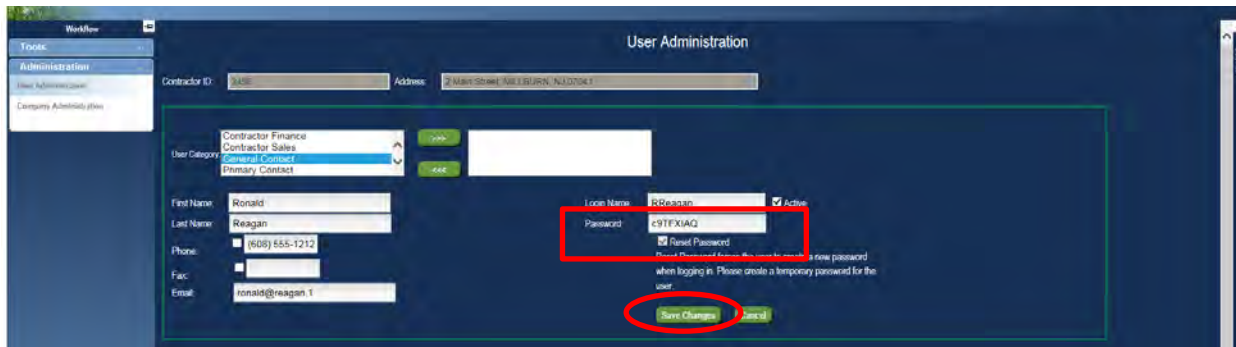 Workflow
User Administration
Tools
Administration
User Administration
Company Administration
Contractor ID: Address: 2 Main Street, MILLBURN, NJ,07041
Contractor Finance
Contractor Sales
General Contact
Primary Contact
User Category:
>>>
<<<
First Name: Ronald
Login Name: RReagan Active
Last Name: Reagan
Password: c9TFXIAQ
Phone: (608) 555-1212
Reset Password
Reset Password forces the user to create a new password
when logging in. Please create a temporary password for the
user.
Fax:
Email: ronald@reagan.1
Save Changes Cancel